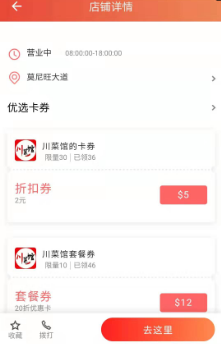 店铺详情
营业中 08:00:00-18:00:00
莫尼旺大道
优选卡券
川菜馆的卡券
限量30 | 已领36
折扣券
2元
$5
川菜馆套餐券
限量10 | 已领46
套餐券
20折优惠卡
$12
收藏 拨打 去这里